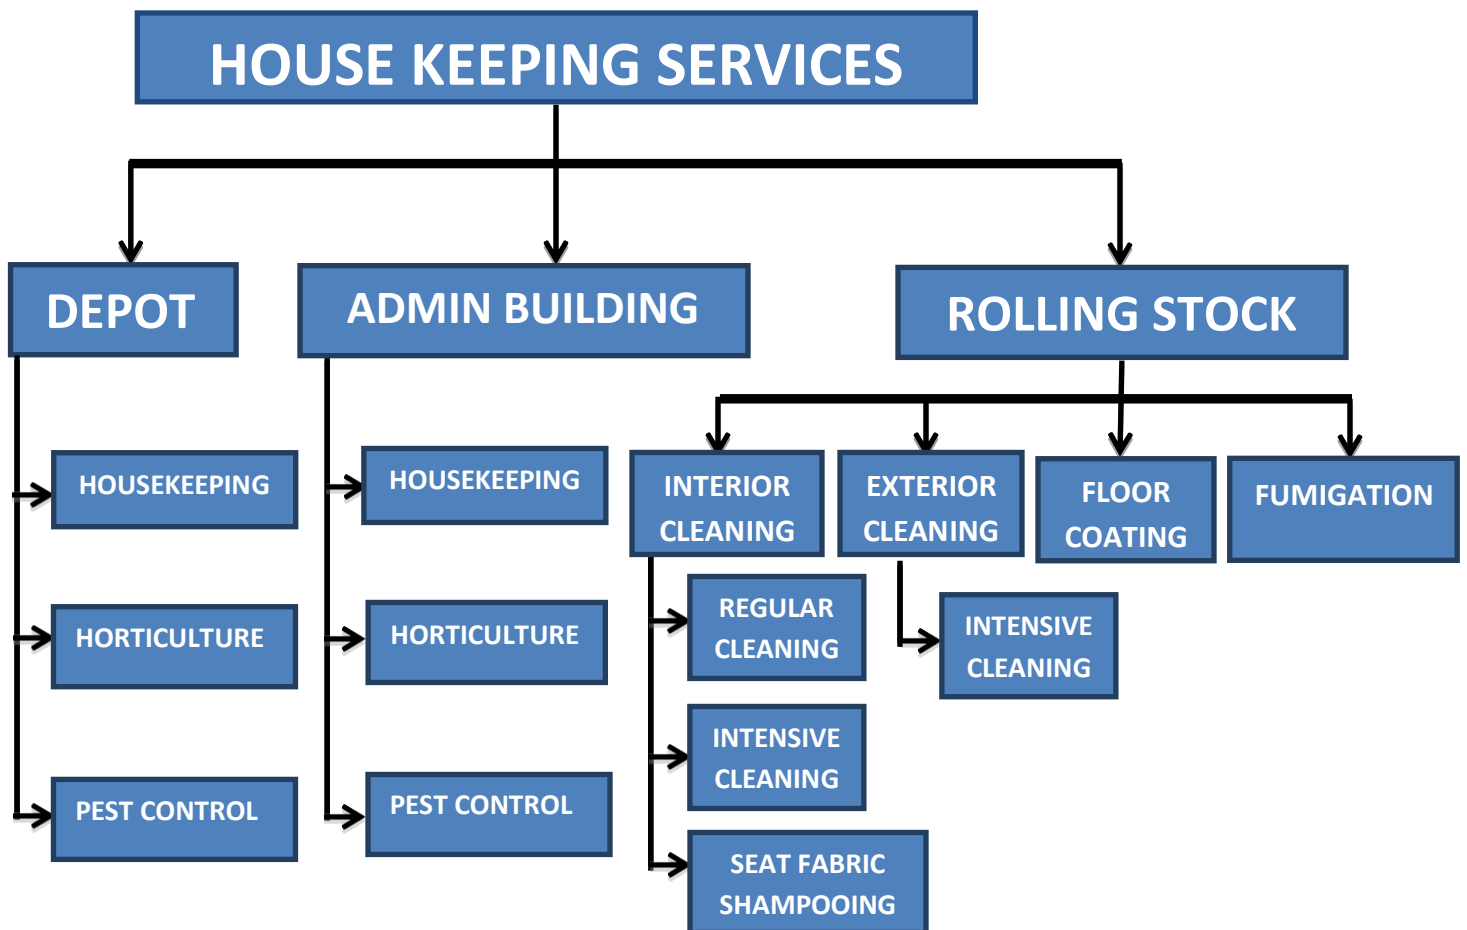 HOUSE KEEPING SERVICES
DEPOT
ADMIN BUILDING
ROLLING STOCK
HOUSEKEEPING
HORTICULTURE
PEST CONTROL
HOUSEKEEPING
HORTICULTURE
PEST CONTROL
INTERIOR
CLEANING
EXTERIOR
CLEANING
FLOOR
COATING
FUMIGATION
REGULAR
CLEANING
INTENSIVE
CLEANING
SEAT FABRIC
SHAMPOOING
INTENSIVE
CLEANING